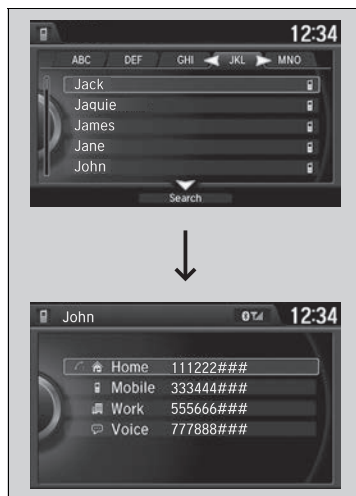 12:34
ABC DEF GHI JKL MNO
Jack
Jaquie
James
Jane
John
Search
John 12:34
Home 111222###
Mobile 333444###
Work 555666###
Voice 777888###